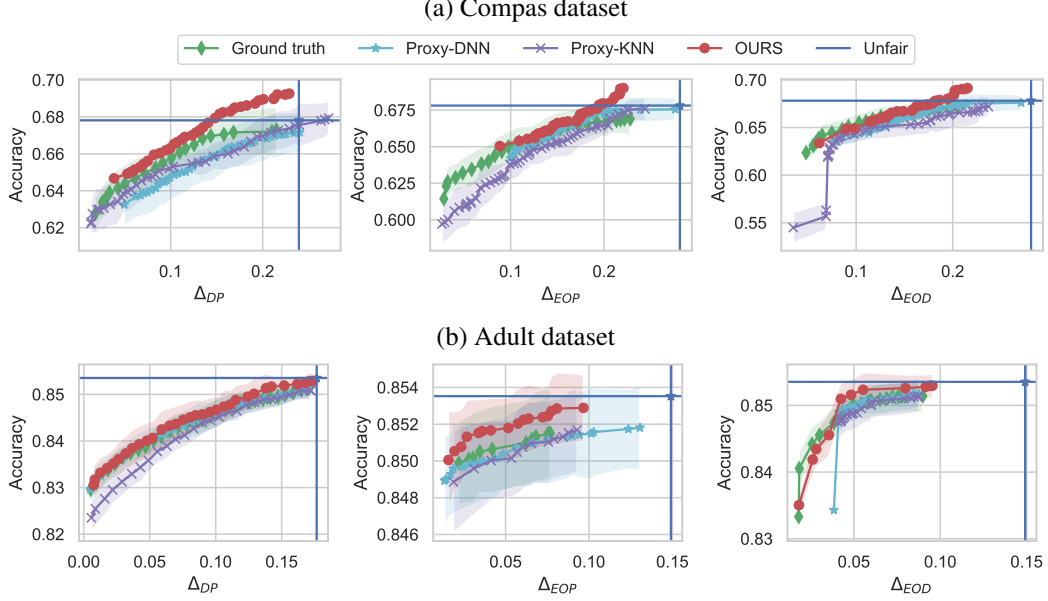 (a) Compas dataset
Ground truth Proxy-DNN Proxy-KNN OURS Unfair
0.70
0.68
0.66
0.64
0.62
Accuracy
0.1 0.2
Δ_DP
0.675
0.650
0.625
0.600
Accuracy
0.1 0.2
Δ_EOP
0.70
0.65
0.60
0.55
Accuracy
0.1 0.2
Δ_EOD
(b) Adult dataset
0.85
0.84
0.83
0.82
Accuracy
0.00 0.05 0.10 0.15
Δ_DP
0.854
0.852
0.850
0.848
0.846
Accuracy
0.05 0.10 0.15
Δ_EOP
0.85
0.84
0.83
Accuracy
0.05 0.10 0.15
Δ_EOD